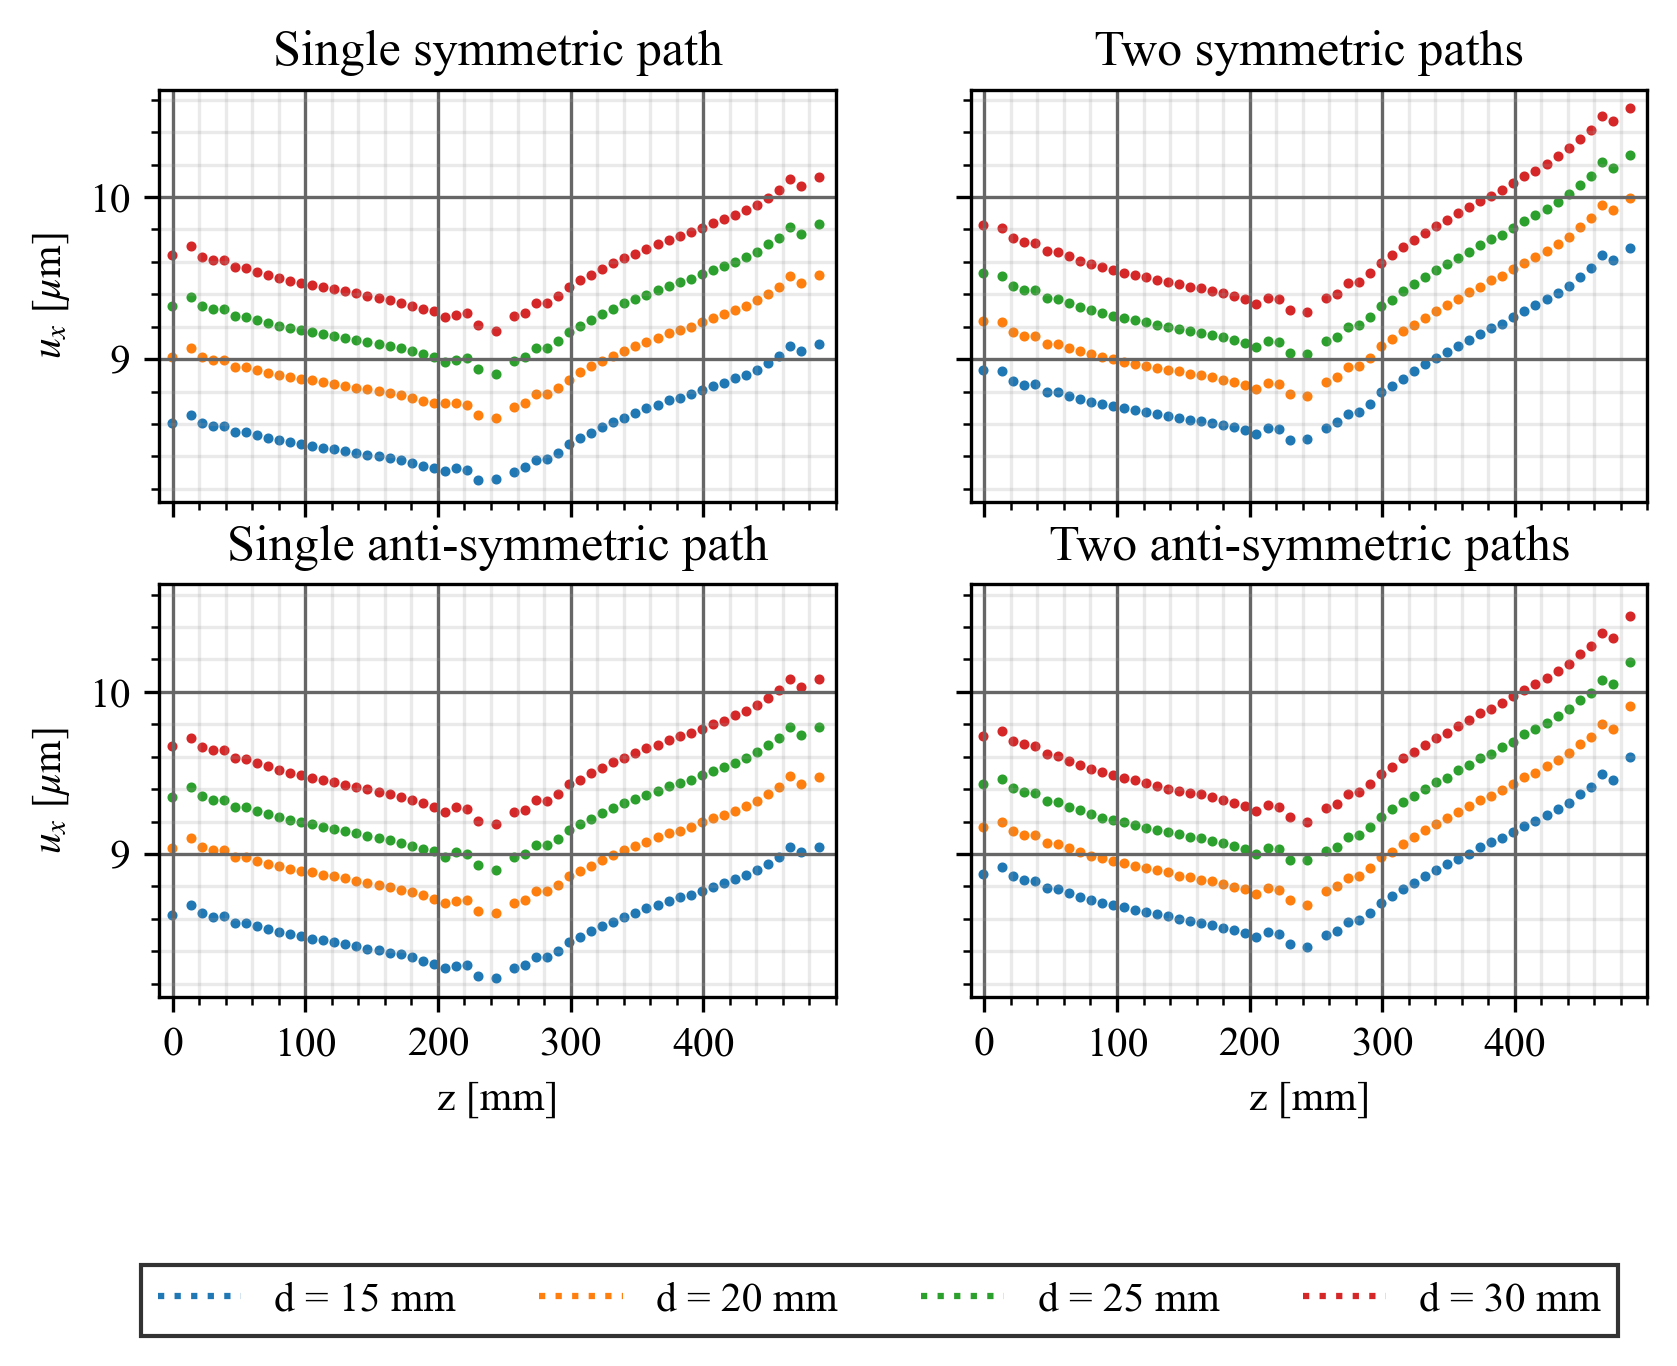 Single symmetric path
Two symmetric paths
10
9
u_x [μm]
Single anti-symmetric path
Two anti-symmetric paths
10
9
u_x [μm]
0 100 200 300 400
0 100 200 300 400
z [mm]
z [mm]
d = 15 mm d = 20 mm d = 25 mm d = 30 mm